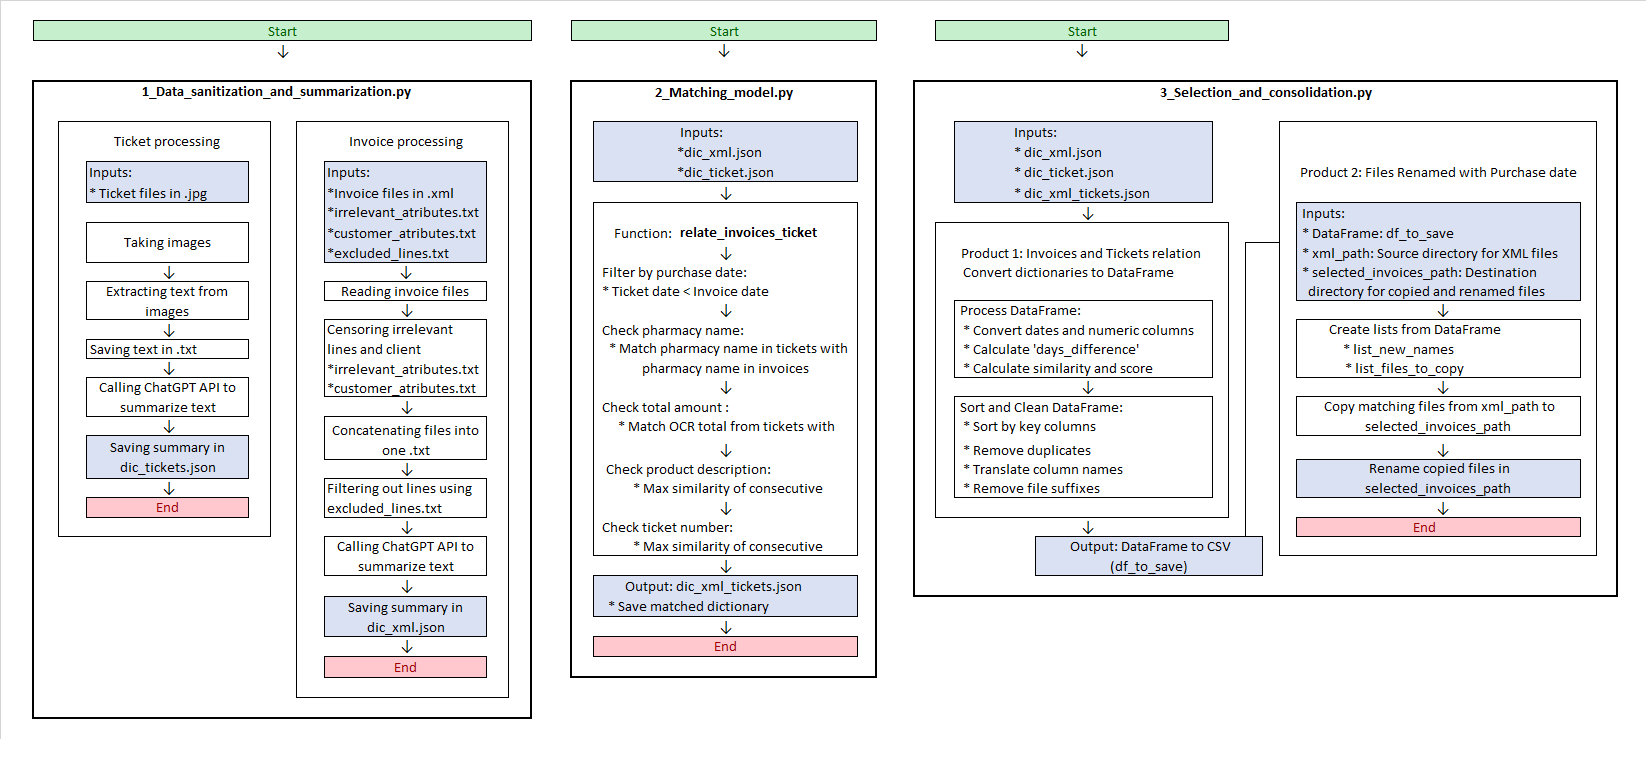 Start
1_Data_sanitization_and_summarization.py
Ticket processing
Inputs:
* Ticket files in .jpg
Taking images
Extracting text from
images
Saving text in .txt
Calling ChatGPT API to
summarize text
Saving summary in
dic_tickets.json
End
Invoice processing
Inputs:
*Invoice files in .xml
*irrelevant_atributes.txt
*customer_atributes.txt
*excluded_lines.txt
Reading invoice files
Censoring irrelevant
lines and client
*irrelevant_atributes.txt
*customer_atributes.txt
Concatenating files into
one .txt
Filtering out lines using
excluded_lines.txt
Calling ChatGPT API to
summarize text
Saving summary in
dic_xml.json
End
Start
2_Matching_model.py
Inputs:
*dic_xml.json
*dic_ticket.json
Function: relate_invoices_ticket
Filter by purchase date:
* Ticket date < Invoice date
Check pharmacy name:
* Match pharmacy name in tickets with
pharmacy name in invoices
Check total amount :
* Match OCR total from tickets with
Check product description:
* Max similarity of consecutive
Check ticket number:
* Max similarity of consecutive
Output: dic_xml_tickets.json
* Save matched dictionary
End
Start
3_Selection_and_consolidation.py
Inputs:
* dic_xml.json
* dic_ticket.json
* dic_xml_tickets.json
Product 1: Invoices and Tickets relation
Convert dictionaries to DataFrame
Process DataFrame:
* Convert dates and numeric columns
* Calculate 'days_difference'
* Calculate similarity and score
Sort and Clean DataFrame:
* Sort by key columns
* Remove duplicates
* Translate column names
* Remove file suffixes
Output: DataFrame to CSV
(df_to_save)
Product 2: Files Renamed with Purchase date
Inputs:
* DataFrame: df_to_save
* xml_path: Source directory for XML files
* selected_invoices_path: Destination
directory for copied and renamed files
Create lists from DataFrame
* list_new_names
* list_files_to_copy
Copy matching files from xml_path to
selected_invoices_path
Rename copied files in
selected_invoices_path
End